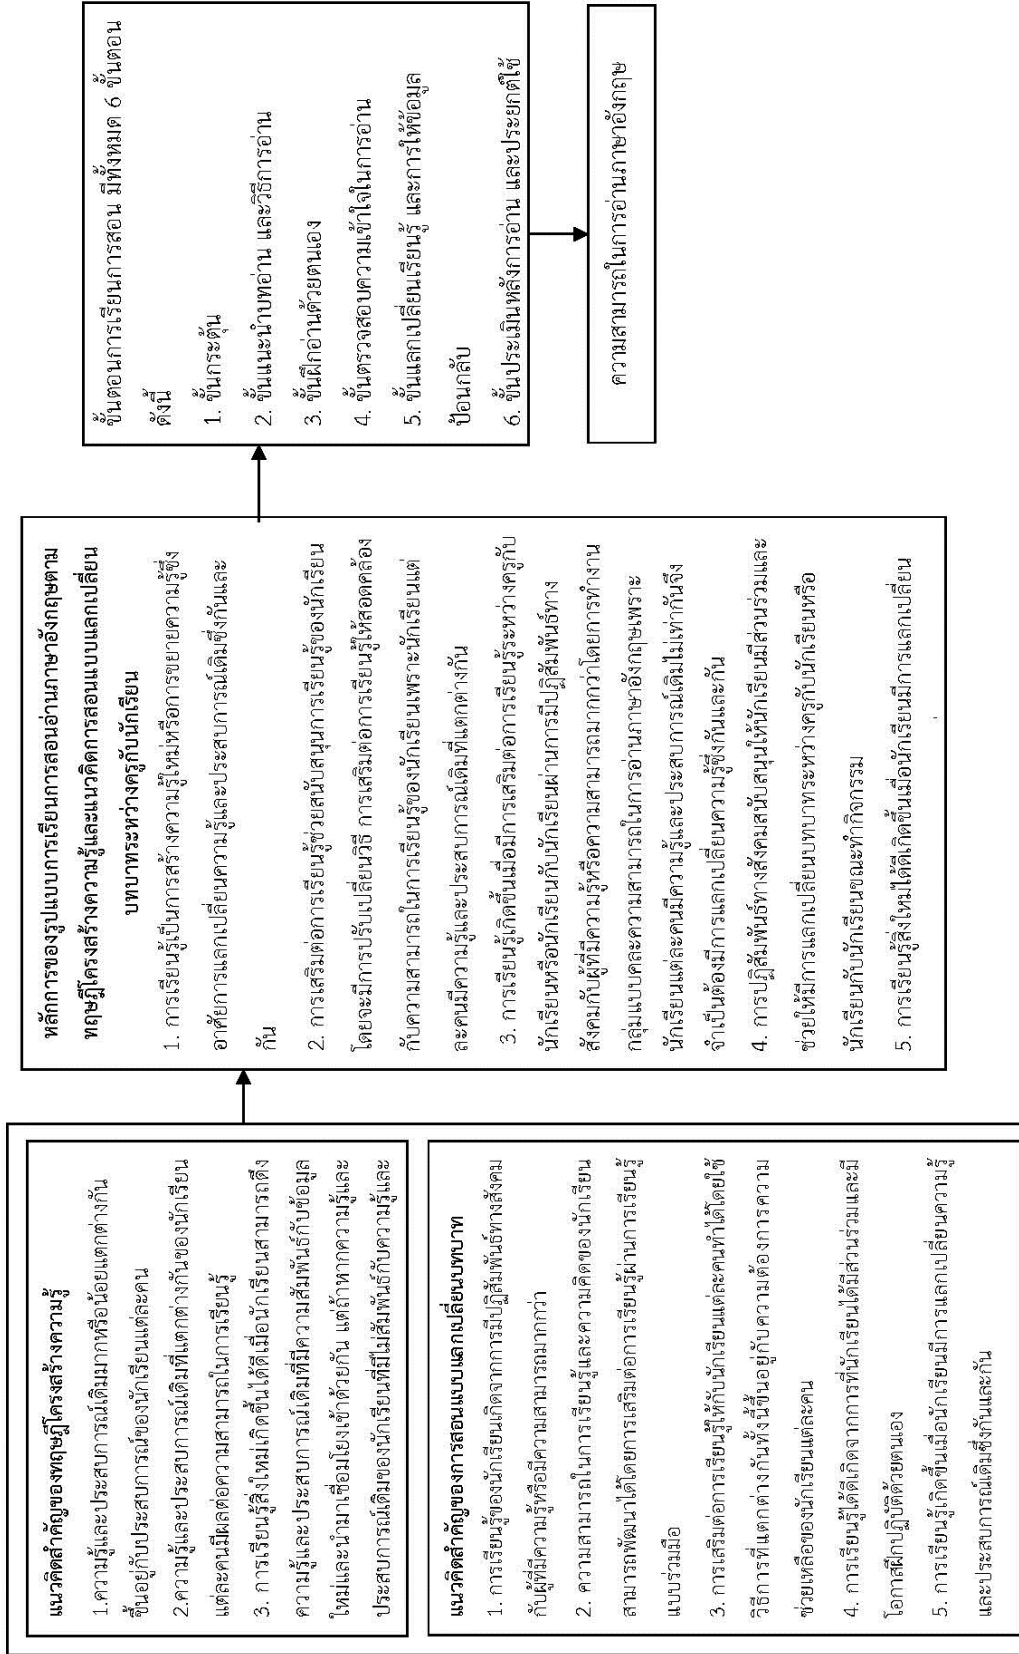 แนวคิดสำคัญของทฤษฎีโครงสร้างความรู้
1.ความรู้และประสบการณ์เดิมมากหรือน้อยแตกต่างกัน
ขึ้นอยู่กับประสบการณ์ของนักเรียนแต่ละคน
2.ความรู้และประสบการณ์เดิมที่แตกต่างกันของนักเรียน
แต่ละคนมีผลต่อความสามารถในการเรียนรู้
3. การเรียนรู้สิ่งใหม่เกิดขึ้นได้ดีเมื่อนักเรียนสามารถดึง
ความรู้และประสบการณ์เดิมที่มีความสัมพันธ์กับข้อมูล
ใหม่และนำมาเชื่อมโยงเข้าด้วยกัน แต่ถ้าหากความรู้และ
ประสบการณ์เดิมของนักเรียนที่มีไม่สัมพันธ์กับความรู้และ
แนวคิดสำคัญของการสอนแบบแลกเปลี่ยนบทบาท
1. การเรียนรู้ของนักเรียนเกิดจากการมีปฏิสัมพันธ์ทางสังคม
กับผู้ที่มีความรู้หรือมีความสามารถมากกว่า
2. ความสามารถในการเรียนรู้และความคิดของนักเรียน
สามารถพัฒนาได้โดยการเสริมต่อการเรียนรู้ผ่านการเรียนรู้
แบบร่วมมือ
3. การเสริมต่อการเรียนรู้ให้กับนักเรียนแต่ละคนทำได้โดยใช้
วิธีการที่แตกต่างกันทั้งนี้ขึ้นอยู่กับความต้องการความ
ช่วยเหลือของนักเรียนแต่ละคน
4. การเรียนรู้ได้ดีเกิดจากการที่นักเรียนได้มีส่วนร่วมและมี
โอกาสฝึกปฏิบัติด้วยตนเอง
5. การเรียนรู้เกิดขึ้นเมื่อนักเรียนมีการแลกเปลี่ยนความรู้
และประสบการณ์เดิมซึ่งกันและกัน
หลักการของรูปแบบการเรียนการสอนอ่านภาษาอังกฤษตาม
ทฤษฎีโครงสร้างความรู้และแนวคิดการสอนแบบแลกเปลี่ยน
บทบาทระหว่างครูกับนักเรียน
1. การเรียนรู้เป็นการสร้างความรู้ใหม่หรือการขยายความรู้ซึ่ง
อาศัยการแลกเปลี่ยนความรู้และประสบการณ์เดิมซึ่งกันและ
กัน
2. การเสริมต่อการเรียนรู้ช่วยสนับสนุนการเรียนรู้ของนักเรียน
โดยจะมีการปรับเปลี่ยนวิธี การเสริมต่อการเรียนรู้ให้สอดคล้อง
กับความสามารถในการเรียนรู้ของนักเรียนเพราะนักเรียนแต่
ละคนมีความรู้และประสบการณ์เดิมที่แตกต่างกัน
3. การเรียนรู้เกิดขึ้นเมื่อมีการเสริมต่อการเรียนรู้ระหว่างครูกับ
นักเรียนหรือนักเรียนกับนักเรียนผ่านการมีปฏิสัมพันธ์ทาง
สังคมกับผู้ที่มีความรู้หรือความสามารถมากกว่าโดยการทำงาน
กลุ่มแบบคละความสามารถในการอ่านภาษาอังกฤษเพราะ
นักเรียนแต่ละคนมีความรู้และประสบการณ์เดิมไม่เท่ากันจึง
จำเป็นต้องมีการแลกเปลี่ยนความรู้ซึ่งกันและกัน
4. การปฏิสัมพันธ์ทางสังคมสนับสนุนให้นักเรียนมีส่วนร่วมและ
ช่วยให้มีการแลกเปลี่ยนบทบาทระหว่างครูกับนักเรียนหรือ
นักเรียนกับนักเรียนขณะทำกิจกรรม
5. การเรียนรู้สิ่งใหม่ได้ดีเกิดขึ้นเมื่อนักเรียนมีการแลกเปลี่ยน
ขั้นตอนการเรียนการสอน มีทั้งหมด 6 ขั้นตอน
ดังนี้
1. ขั้นกระตุ้น
2. ขั้นแนะนำบทอ่าน และวิธีการอ่าน
3. ขั้นฝึกอ่านด้วยตนเอง
4. ขั้นตรวจสอบความเข้าใจในการอ่าน
5. ขั้นแลกเปลี่ยนเรียนรู้ และการให้ข้อมูล
ป้อนกลับ
6. ขั้นประเมินหลังการอ่าน และประยุกต์ใช้
ความสามารถในการอ่านภาษาอังกฤษ